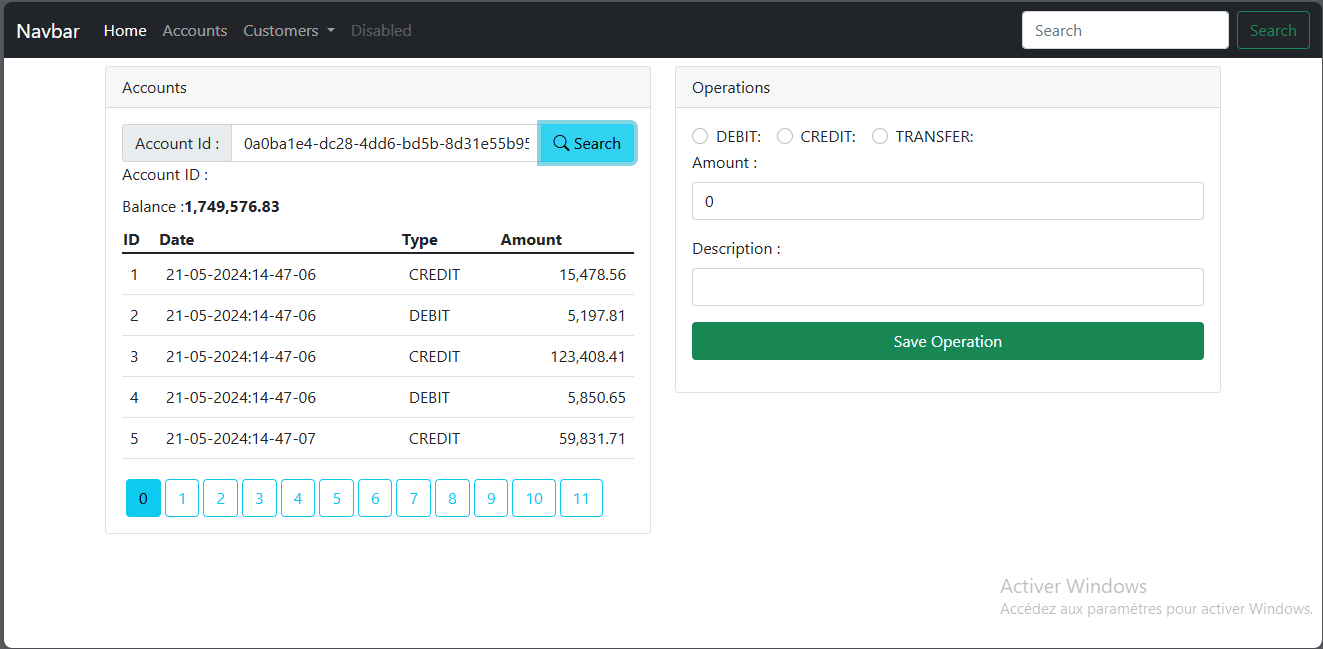 Navbar Home Accounts Customers Disabled Search Search
Accounts
Account Id : 0a0ba1e4-dc28-4dd6-bd5b-8d31e55b95 Search
Account ID :
Balance :1,749,576.83
ID Date Type Amount
1 21-05-2024:14-47-06 CREDIT 15,478.56
2 21-05-2024:14-47-06 DEBIT 5,197.81
3 21-05-2024:14-47-06 CREDIT 123,408.41
4 21-05-2024:14-47-06 DEBIT 5,850.65
5 21-05-2024:14-47-07 CREDIT 59,831.71
0 1 2 3 4 5 6 7 8 9 10 11
Operations
DEBIT: CREDIT: TRANSFER:
Amount :
0
Description :
Save Operation
Activer Windows
Accédez aux paramètres pour activer Windows.